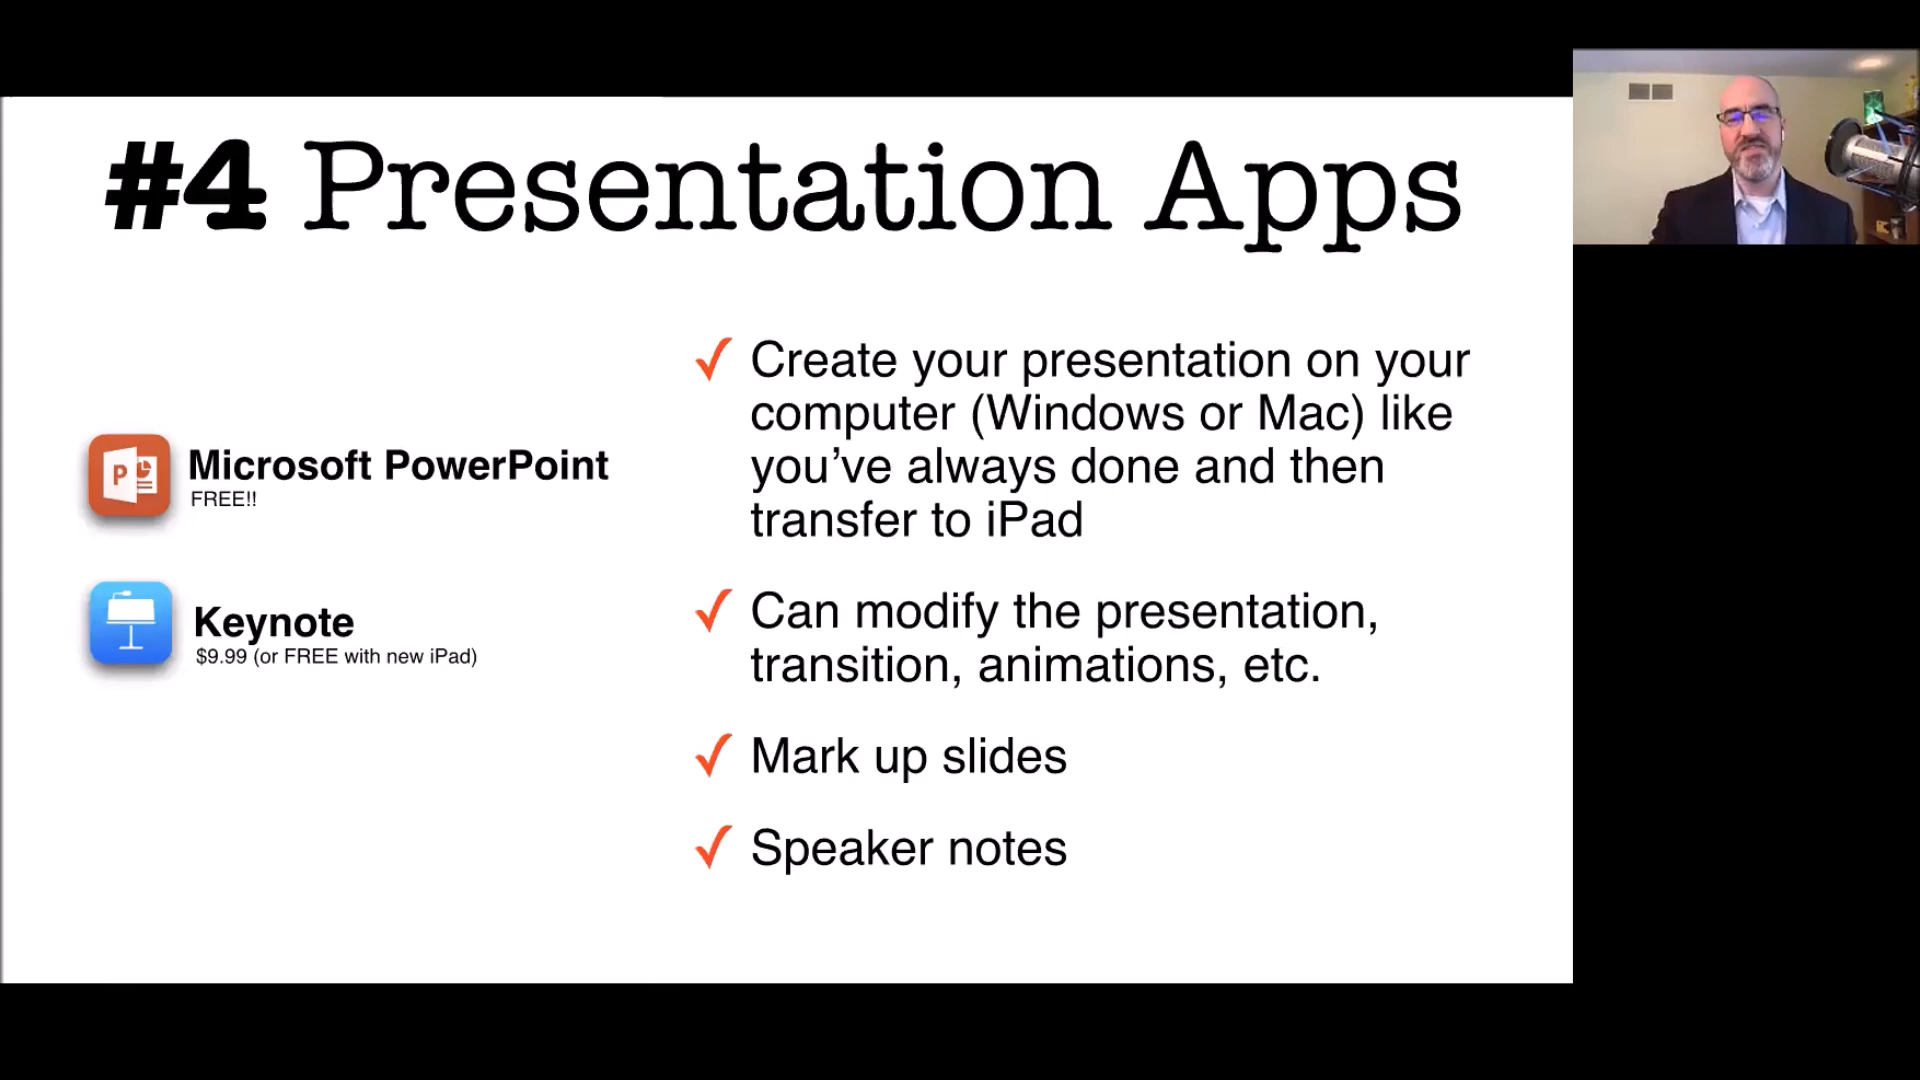 #4 Presentation Apps
P
Microsoft PowerPoint
FREE!!
Keynote
$9.99 (or FREE with new iPad)
✓ Create your presentation on your
computer (Windows or Mac) like
you’ve always done and then
transfer to iPad
✓ Can modify the presentation,
transition, animations, etc.
✓ Mark up slides
✓ Speaker notes